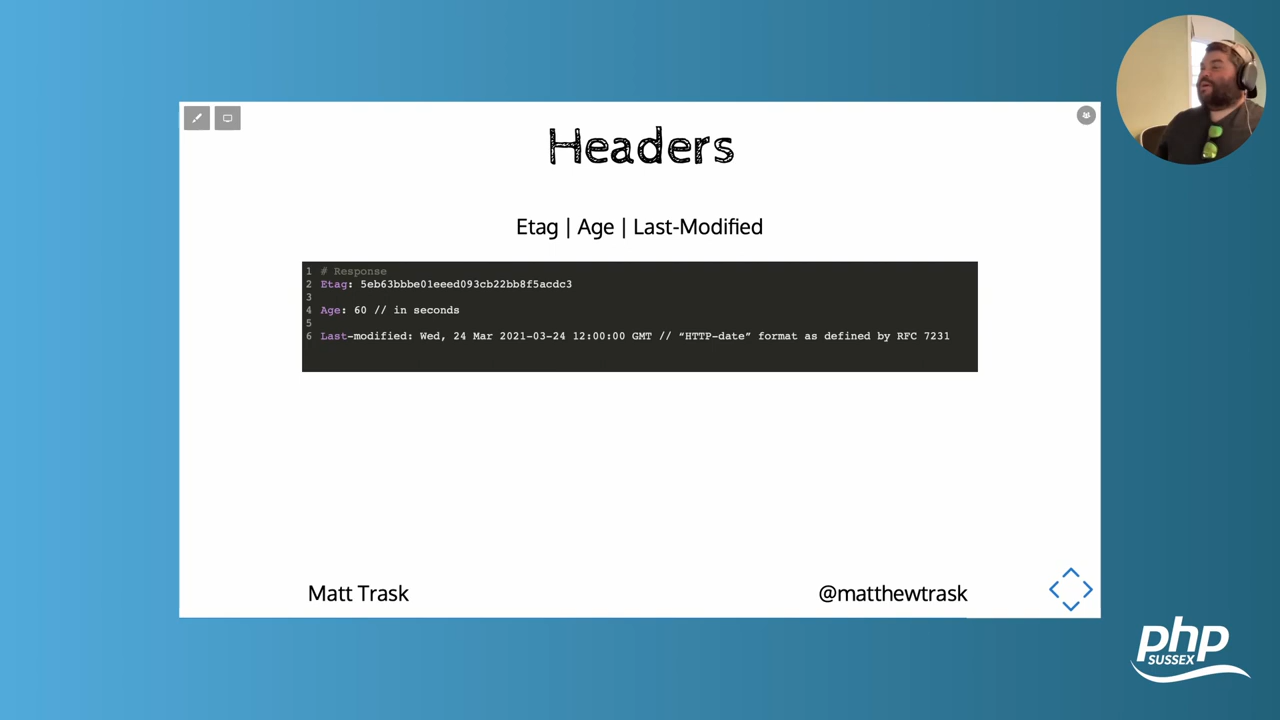 Headers
Etag | Age | Last-Modified
1 # Response
2 Etag: 5eb63bbbe01eeed093cb22bb8f5acdc3
3
4 Age: 60 // in seconds
5
6 Last-modified: Wed, 24 Mar 2021-03-24 12:00:00 GMT // “HTTP-date” format as defined by RFC 7231
Matt Trask
@matthewtrask
php
SUSSEX